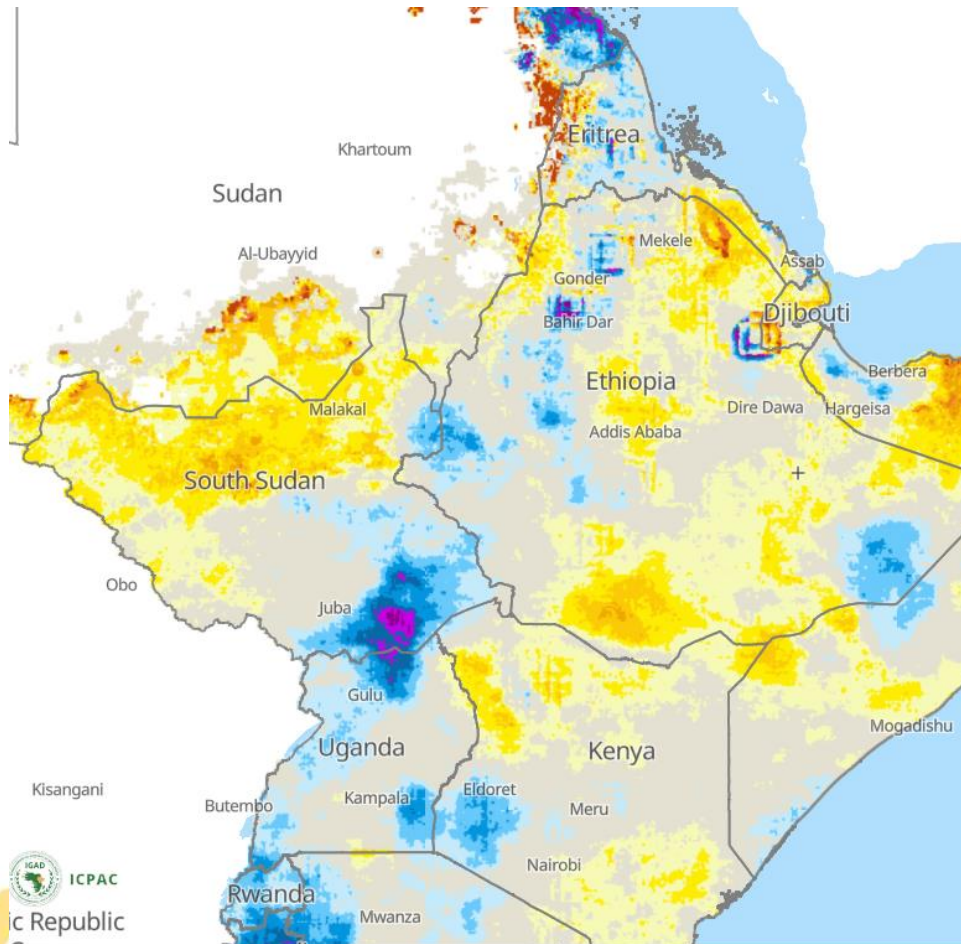 Khartoum
Eritrea
Sudan
Al-Ubayyid
Mekele
Assab
Gonder
Bahir Dar
Djibouti
Ethiopia
Berbera
Malakal
Dire Dawa
Hargeisa
Addis Ababa
South Sudan
Obo
Juba
Gulu
Mogadishu
Uganda
Kenya
Kisangani
Butembo
Kampala
Eldoret
Meru
Nairobi
IGAD
ICPAC
Rwanda
ic Republic
Mwanza